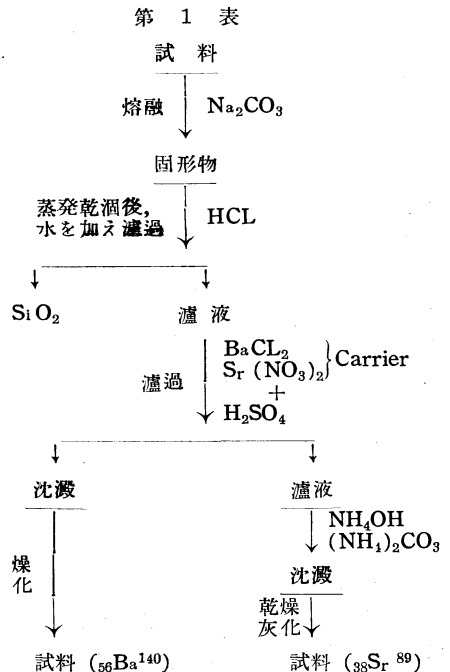 第 1 表
試 料
熔融 Na₂CO₃
固形物
蒸発乾涸後,
水を加え濾過
HCL
SiO₂ 濾 液
BaCL₂
Sr (NO₃)₂ } Carrier
濾過
+
H₂SO₄
沈澱 濾液
NH₄OH
(NH₄)₂CO₃
沈澱
燥
化
乾燥
灰化
試料 (₅₆Ba¹⁴⁰) 試料 (₃₈Sr ⁸⁹)